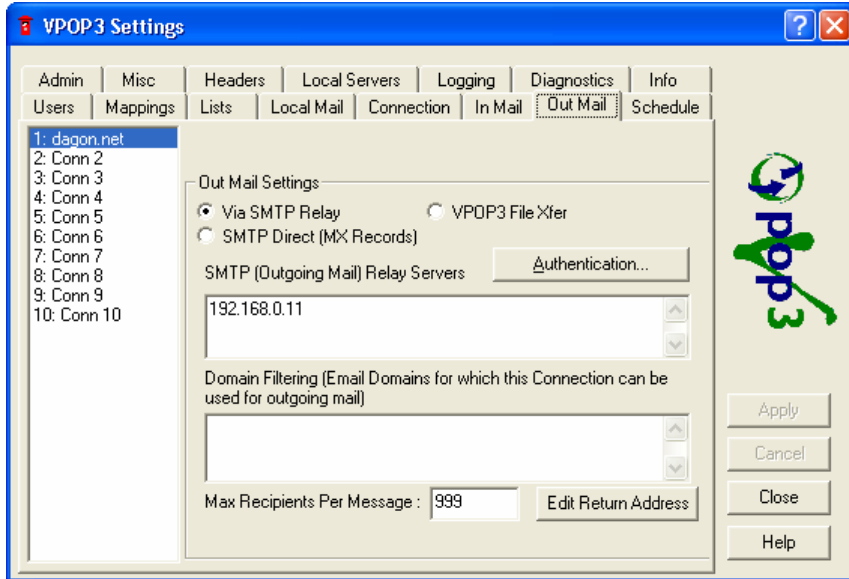 VPOP3 Settings
Admin Misc Headers Local Servers Logging Diagnostics Info
Users Mappings Lists Local Mail Connection In Mail Out Mail Schedule
1: dagon.net
2: Conn 2
3: Conn 3
4: Conn 4
5: Conn 5
6: Conn 6
7: Conn 7
8: Conn 8
9: Conn 9
10: Conn 10
Out Mail Settings
Via SMTP Relay VPOP3 File Xfer
SMTP Direct (MX Records)
SMTP (Outgoing Mail) Relay Servers Authentication...
192.168.0.11
Domain Filtering (Email Domains for which this Connection can be
used for outgoing mail)
Max Recipients Per Message : 999 Edit Return Address
pop3
Apply
Cancel
Close
Help